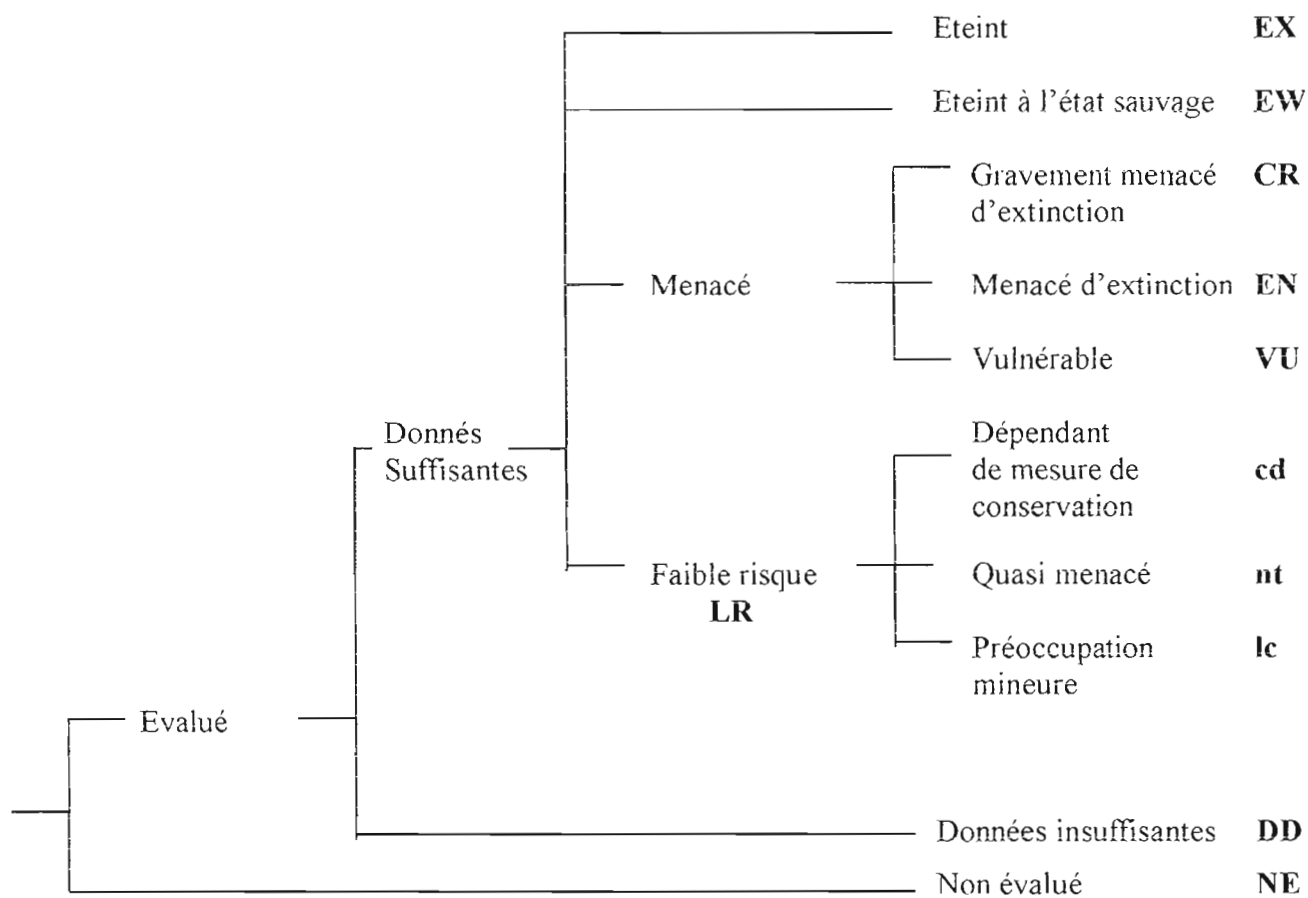 Eteint EX
Eteint à l'état sauvage EW
Gravement menacé CR
d'extinction
Menacé Menacé d'extinction EN
Vulnérable VU
Donnés
Suffisantes
Dépendant
de mesure de cd
conservation
Faible risque Quasi menacé nt
LR
Préoccupation lc
mineure
Evalué
Données insuffisantes DD
Non évalué NE